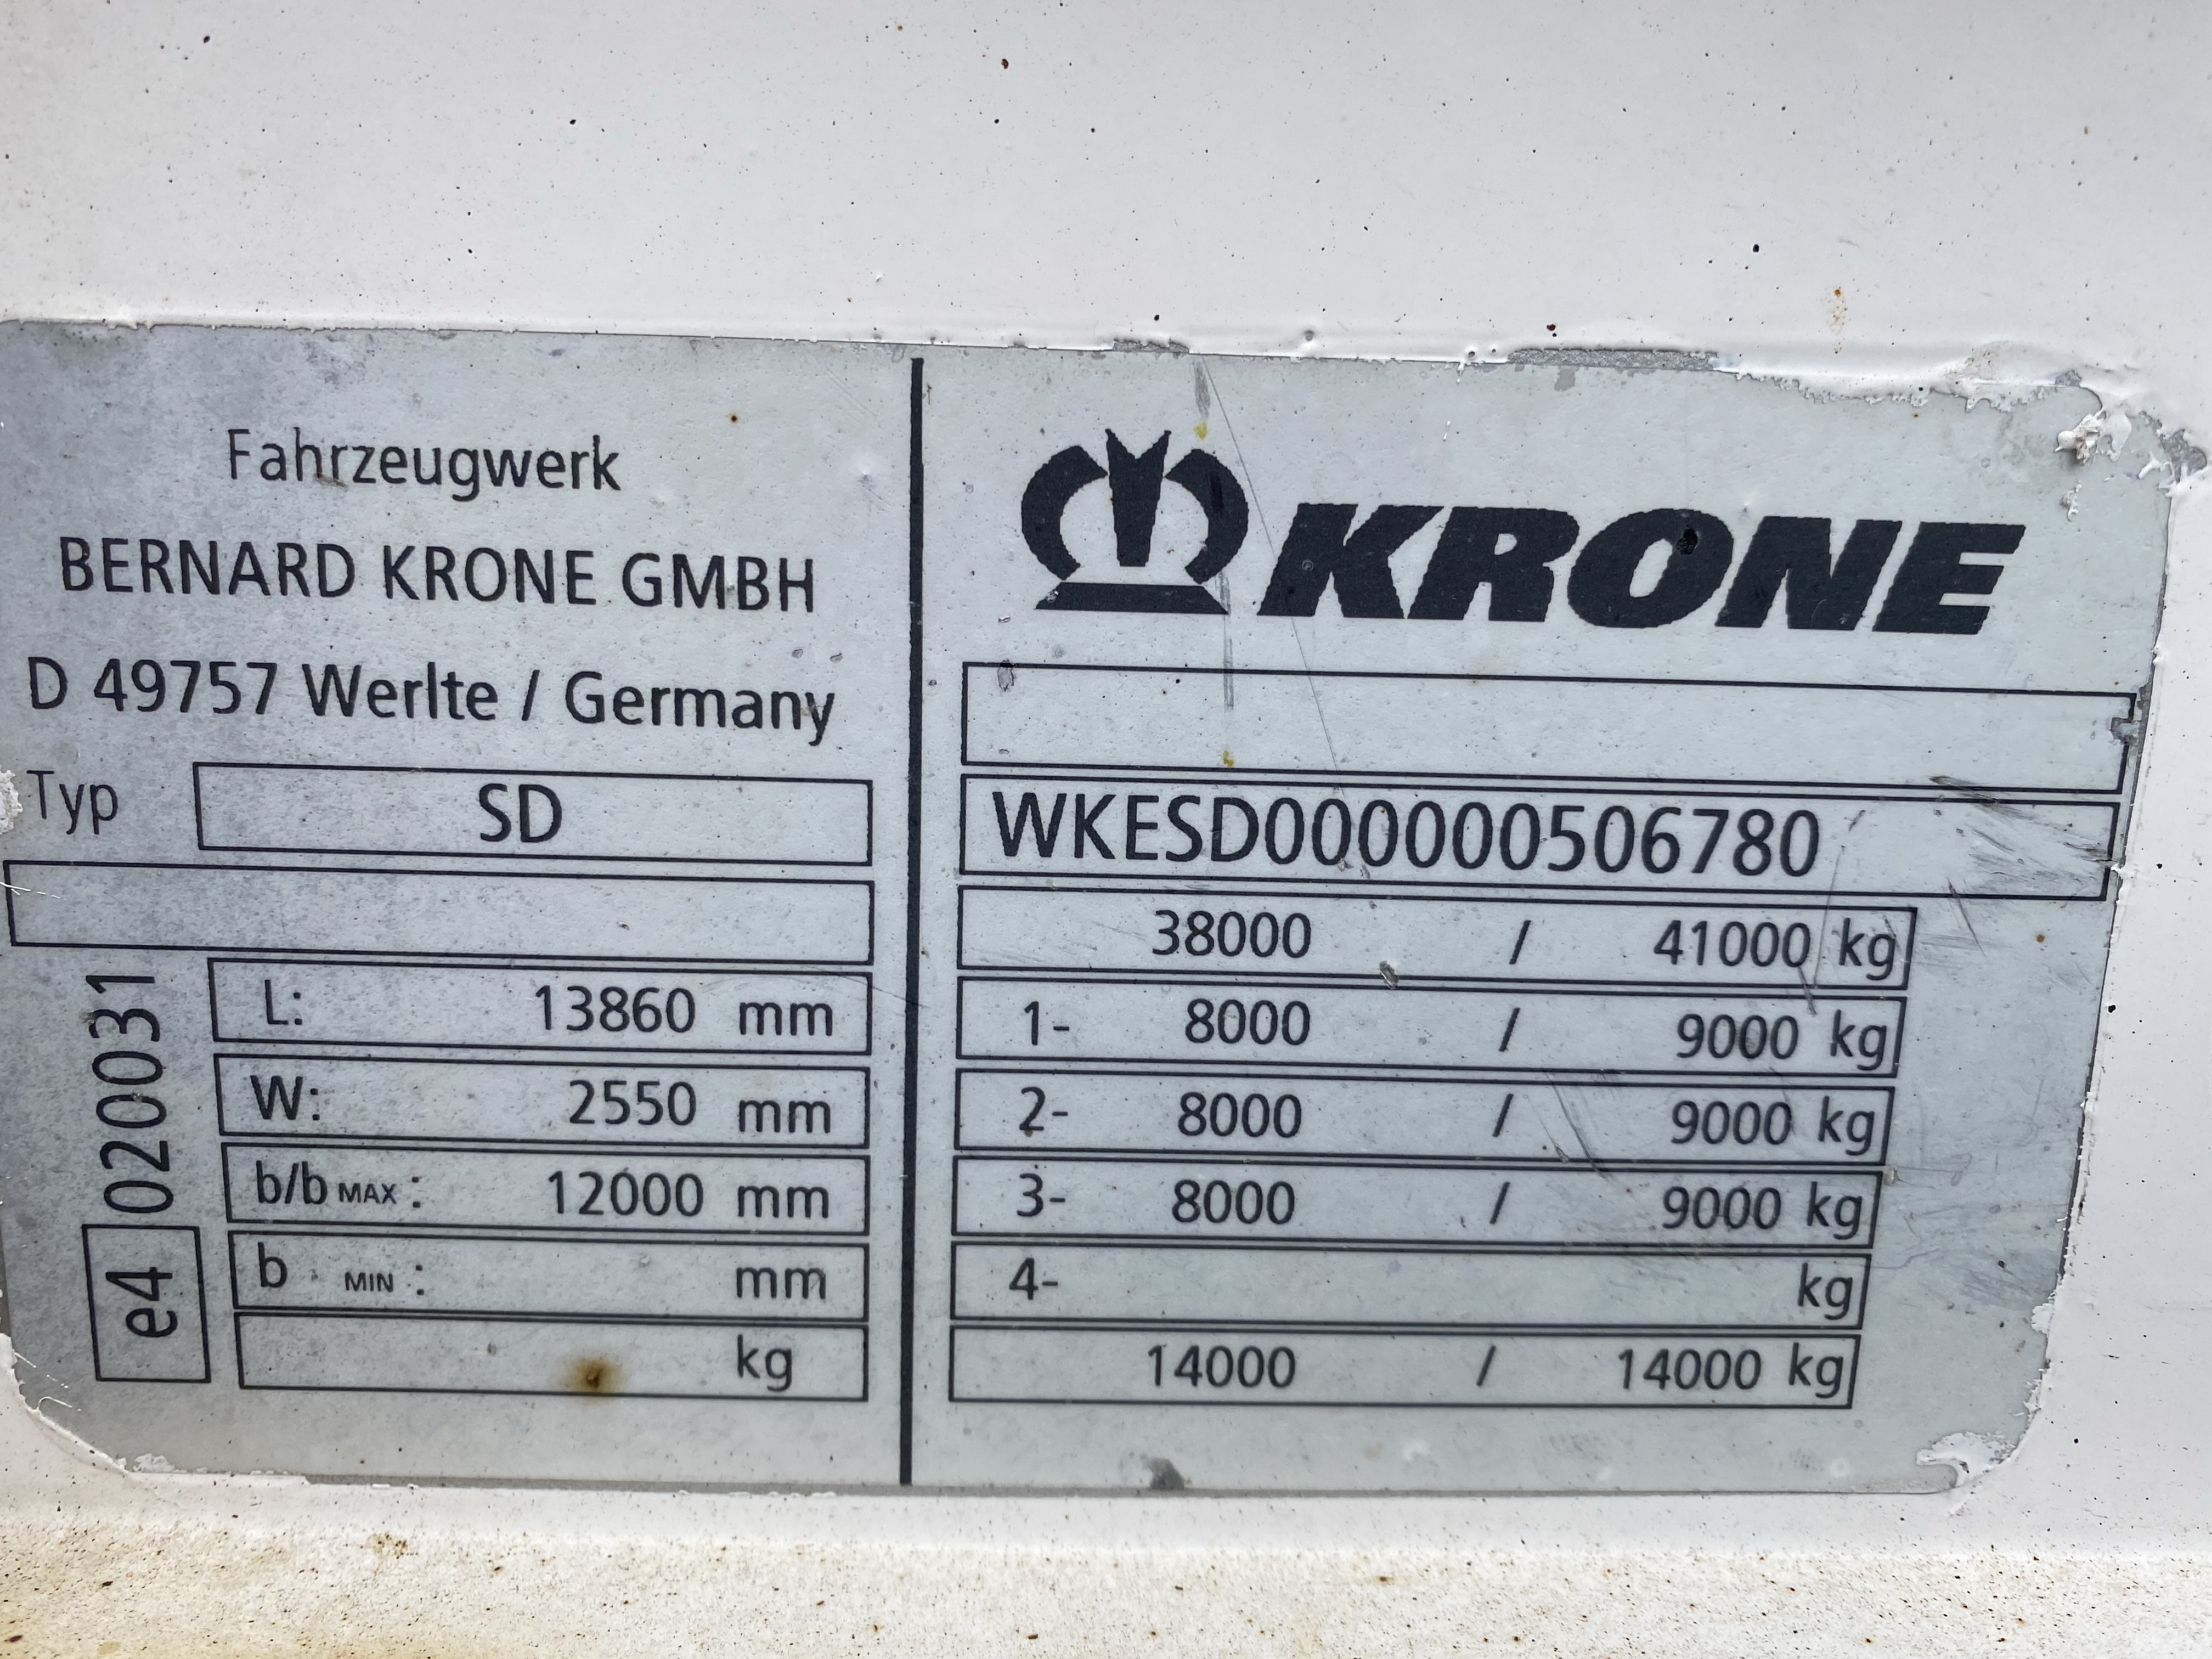 Fahrzeugwerk
BERNARD KRONE GMBH
D 49757 Werlte / Germany
Typ SD
L: 13860 mm
W: 2550 mm
b/b MAX : 12000 mm
b MIN : mm
kg
e4 020031
KRONE
WKESD000000506780
38000 / 41000 kg
1- 8000 / 9000 kg
2- 8000 / 9000 kg
3- 8000 / 9000 kg
4- kg
14000 / 14000 kg